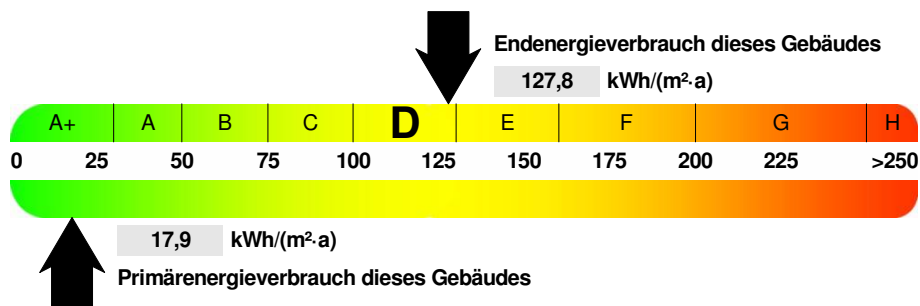 Endenergieverbrauch dieses Gebäudes
127,8 kWh/(m²·a)
A+ A B C D E F G H
0 25 50 75 100 125 150 175 200 225 >250
17,9 kWh/(m²·a)
Primärenergieverbrauch dieses Gebäudes